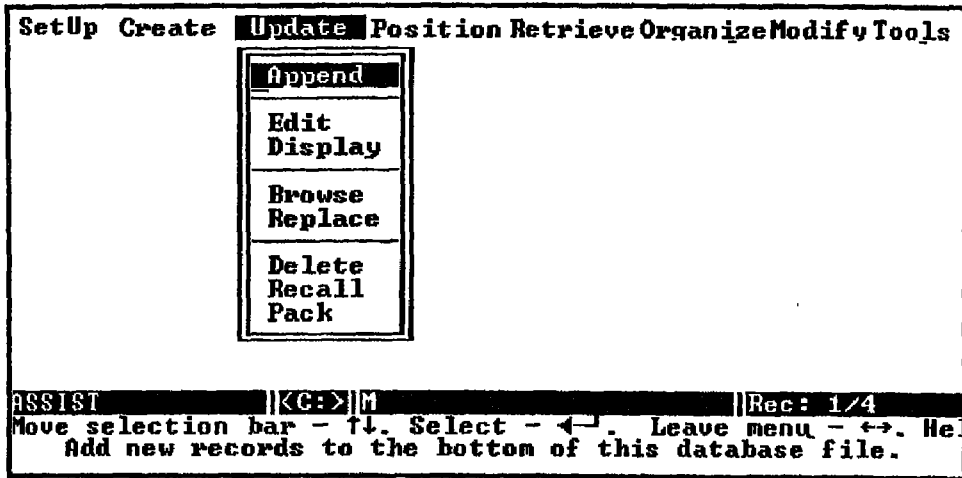 SetUp Create Update Position Retrieve Organize Modify Tools
Append
Edit
Display
Browse
Replace
Delete
Recall
Pack
ASSIST <C:> M Rec: 1/4
Move selection bar - ↑↓. Select - ◄┘. Leave menu - ↔. Hel
Add new records to the bottom of this database file.